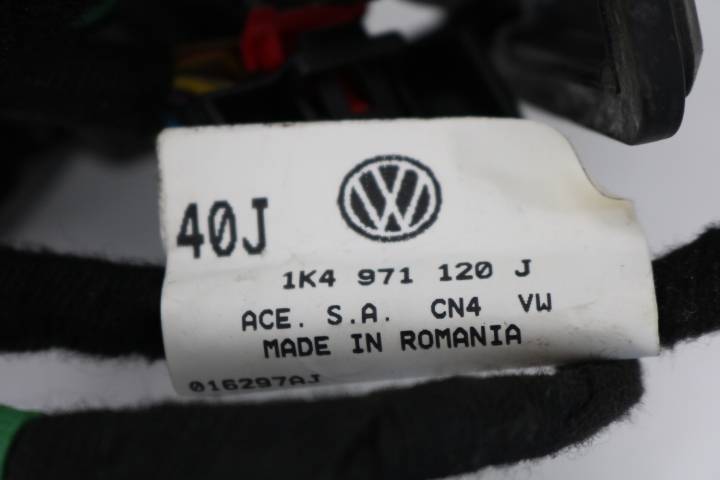 40J
1K4 971 120 J
ACE. S.A. CN4 VW
MADE IN ROMANIA
016297AJ